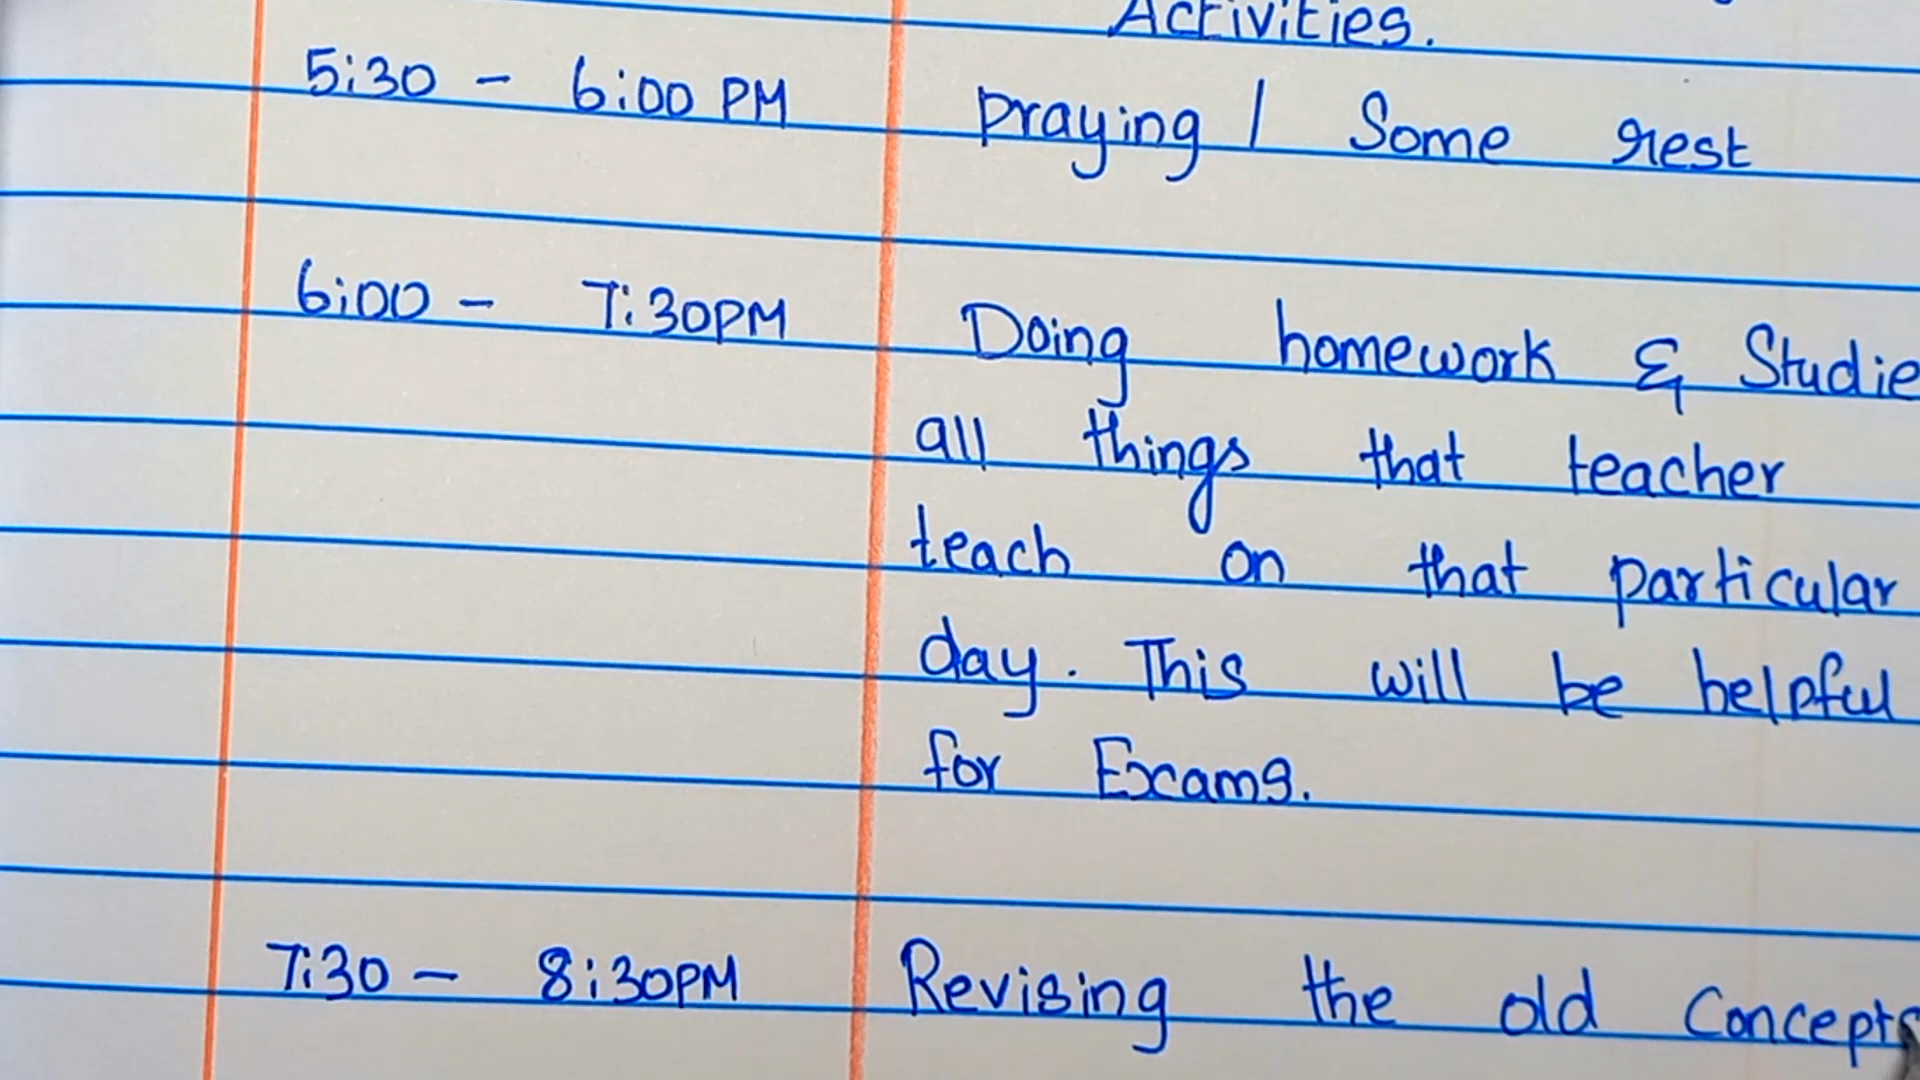 Activities.
5:30 - 6:00 PM Praying / Some rest
6:00 - 7:30PM Doing homework & Studie
all things that teacher
teach on that particular
day. This will be helpful
for Exams.
7:30 - 8:30PM Revising the old Concepts